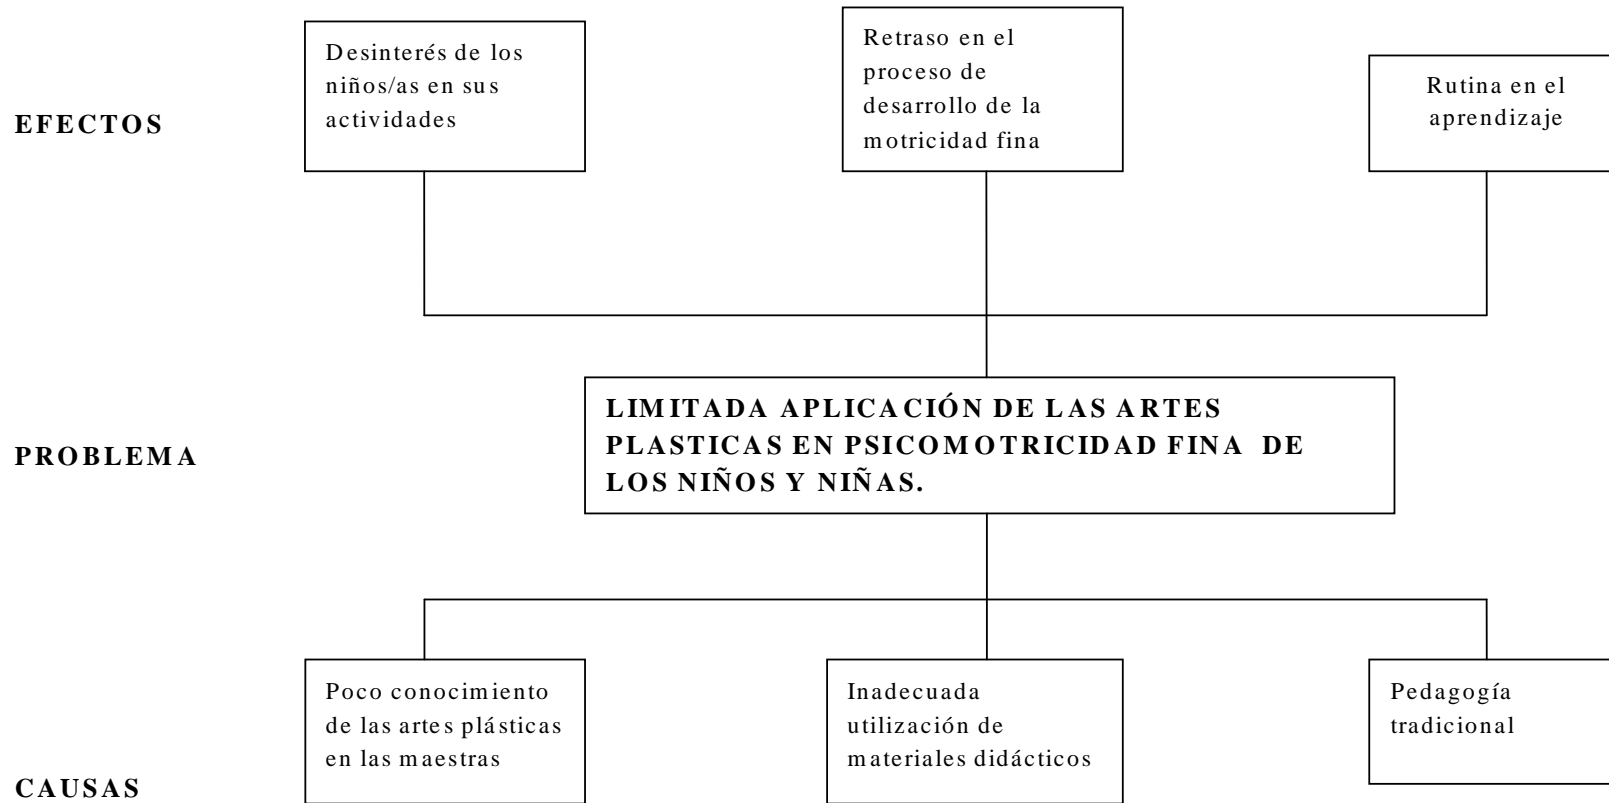 Desinterés de los
niños/as en sus
actividades
Retraso en el
proceso de
desarrollo de la
motricidad fina
Rutina en el
aprendizaje
EFECTOS
LIMITADA APLICACIÓN DE LAS ARTES
PLASTICAS EN PSICOMOTRICIDAD FINA DE
LOS NIÑOS Y NIÑAS.
PROBLEMA
Poco conocimiento
de las artes plásticas
en las maestras
Inadecuada
utilización de
materiales didácticos
Pedagogía
tradicional
CAUSAS